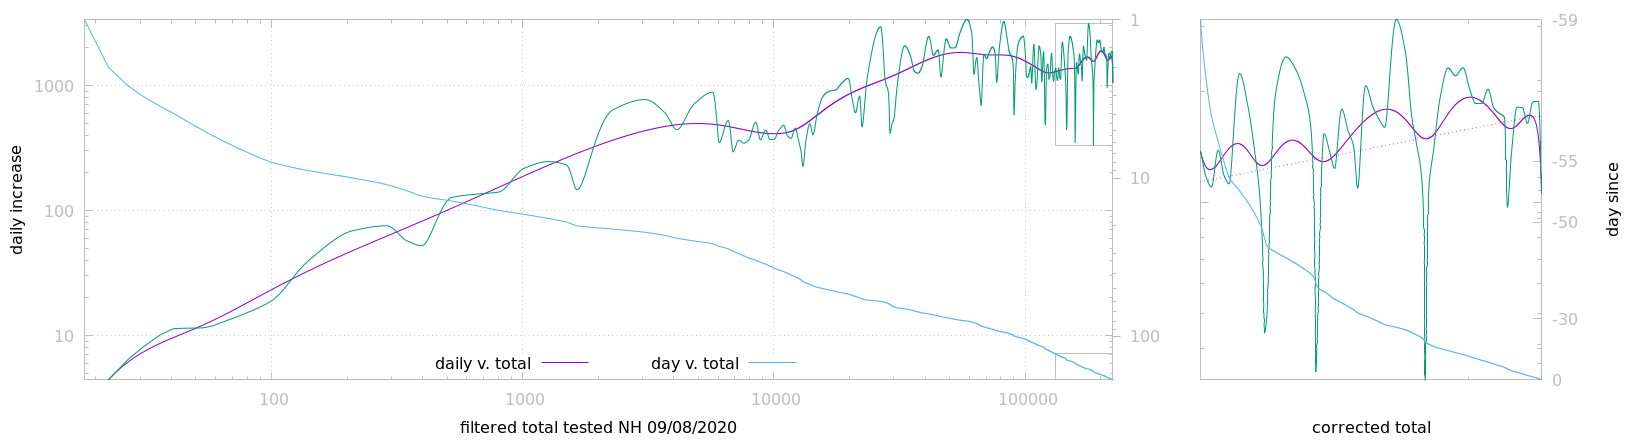 daily increase
1000
100
10
100
1000
10000
100000
1
10
100
daily v. total
day v. total
filtered total tested NH 09/08/2020
-59
-55
-50
-30
0
day since
corrected total